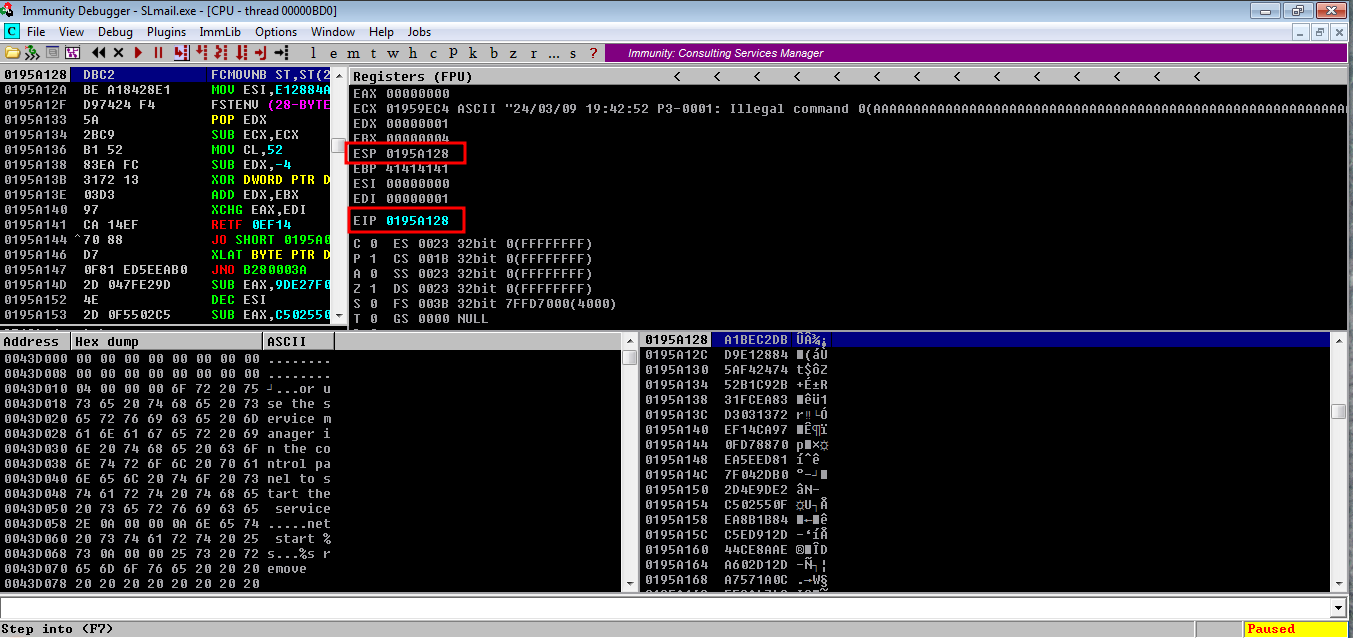 Immunity Debugger - SLmail.exe - [CPU - thread 00000BD0]
C File View Debug Plugins ImmLib Options Window Help Jobs
l e m t w h c p k b z r ... s ? Immunity: Consulting Services Manager
0195A128 DBC2 FCMOVNB ST,ST(2
0195A12A BE A18428E1 MOV ESI,E12884A
0195A12F D97424 F4 FSTENV (28-BYTE
0195A133 5A POP EDX
0195A134 2BC9 SUB ECX,ECX
0195A136 B1 52 MOV CL,52
0195A138 83EA FC SUB EDX,-4
0195A13B 3172 13 XOR DWORD PTR D
0195A13E 03D3 ADD EDX,EBX
0195A140 97 XCHG EAX,EDI
0195A141 CA 14EF RETF 0EF14
0195A144 ^70 88 JO SHORT 0195A0
0195A146 D7 XLAT BYTE PTR D
0195A147 0F81 ED5EEAB0 JNO B280003A
0195A14D 2D 047FE29D SUB EAX,9DE27F0
0195A152 4E DEC ESI
0195A153 2D 0F5502C5 SUB EAX,C502550
Registers (FPU) < < < < < < < < < < < < < <
EAX 00000000
ECX 01959EC4 ASCII "24/03/09 19:42:52 P3-0001: Illegal command 0(AAAAAAAAAAAAAAAAAAAAAAAAAAAAAAAAAAAAAAAAAAAAAAAAAAAAAAAAA
EDX 00000001
EBX 00000004
ESP 0195A128
EBP 41414141
ESI 00000000
EDI 00000001
EIP 0195A128
C 0 ES 0023 32bit 0(FFFFFFFF)
P 1 CS 001B 32bit 0(FFFFFFFF)
A 0 SS 0023 32bit 0(FFFFFFFF)
Z 1 DS 0023 32bit 0(FFFFFFFF)
S 0 FS 003B 32bit 7FFD7000(4000)
T 0 GS 0000 NULL
Address Hex dump ASCII
0043D000 00 00 00 00 00 00 00 00 ........
0043D008 00 00 00 00 00 00 00 00 ........
0043D010 04 00 00 00 6F 72 20 75 ┘...or u
0043D018 73 65 20 74 68 65 20 73 se the s
0043D020 65 72 76 69 63 65 20 6D ervice m
0043D028 61 6E 61 67 65 72 20 69 anager i
0043D030 6E 20 74 68 65 20 63 6F n the co
0043D038 6E 74 72 6F 6C 20 70 61 ntrol pa
0043D040 6E 65 6C 20 74 6F 20 73 nel to s
0043D048 74 61 72 74 20 74 68 65 tart the
0043D050 20 73 65 72 76 69 63 65 service
0043D058 2E 0A 00 00 0A 6E 65 74 .....net
0043D060 20 73 74 61 72 74 20 25 start %
0043D068 73 0A 00 00 25 73 20 72 s...%s r
0043D070 65 6D 6F 76 65 20 20 20 emove
0043D078 20 20 20 20 20 20 20 20
0195A128 A1BEC2DB ÛÂ¾¡
0195A12C D9E12884 ■(áÙ
0195A130 5AF42474 t$ôZ
0195A134 52B1C92B +É±R
0195A138 31FCEA83 ■êü1
0195A13C D3031372 r‼└Ó
0195A140 EF14CA97 ■Ê¶ï
0195A144 0FD78870 p■×☼
0195A148 EA5EED81 í^ê
0195A14C 7F042DB0 °-┘■
0195A150 2D4E9DE2 âN-
0195A154 C502550F ☼U┐Å
0195A158 EA8B1B84 ■←■ê
0195A15C C5ED912D -‘íÅ
0195A160 44CE8AAE ®■ÎD
0195A164 A602D12D -Ñ┐¦
0195A168 A7571A0C .→W§
Step into (F7)
Paused